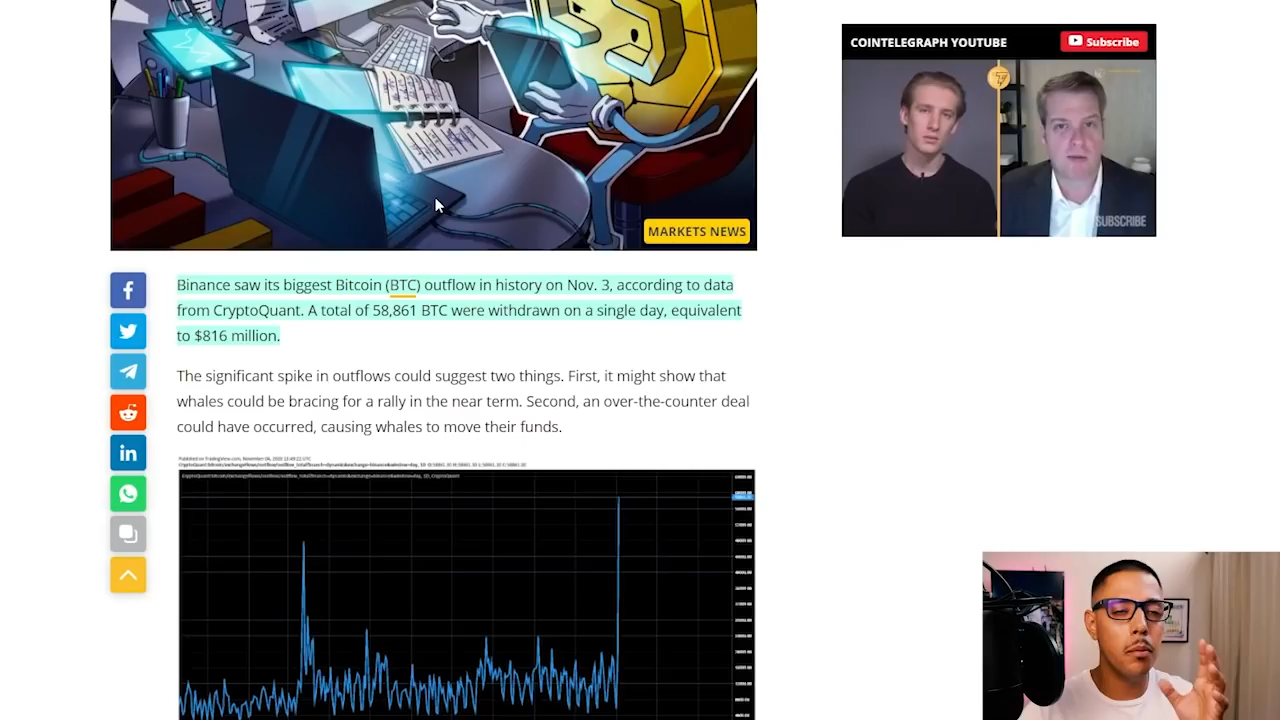 COINTELEGRAPH YOUTUBE
Subscribe
SUBSCRIBE
MARKETS NEWS
Binance saw its biggest Bitcoin (BTC) outflow in history on Nov. 3, according to data
from CryptoQuant. A total of 58,861 BTC were withdrawn on a single day, equivalent
to $816 million.
The significant spike in outflows could suggest two things. First, it might show that
whales could be bracing for a rally in the near term. Second, an over-the-counter deal
could have occurred, causing whales to move their funds.